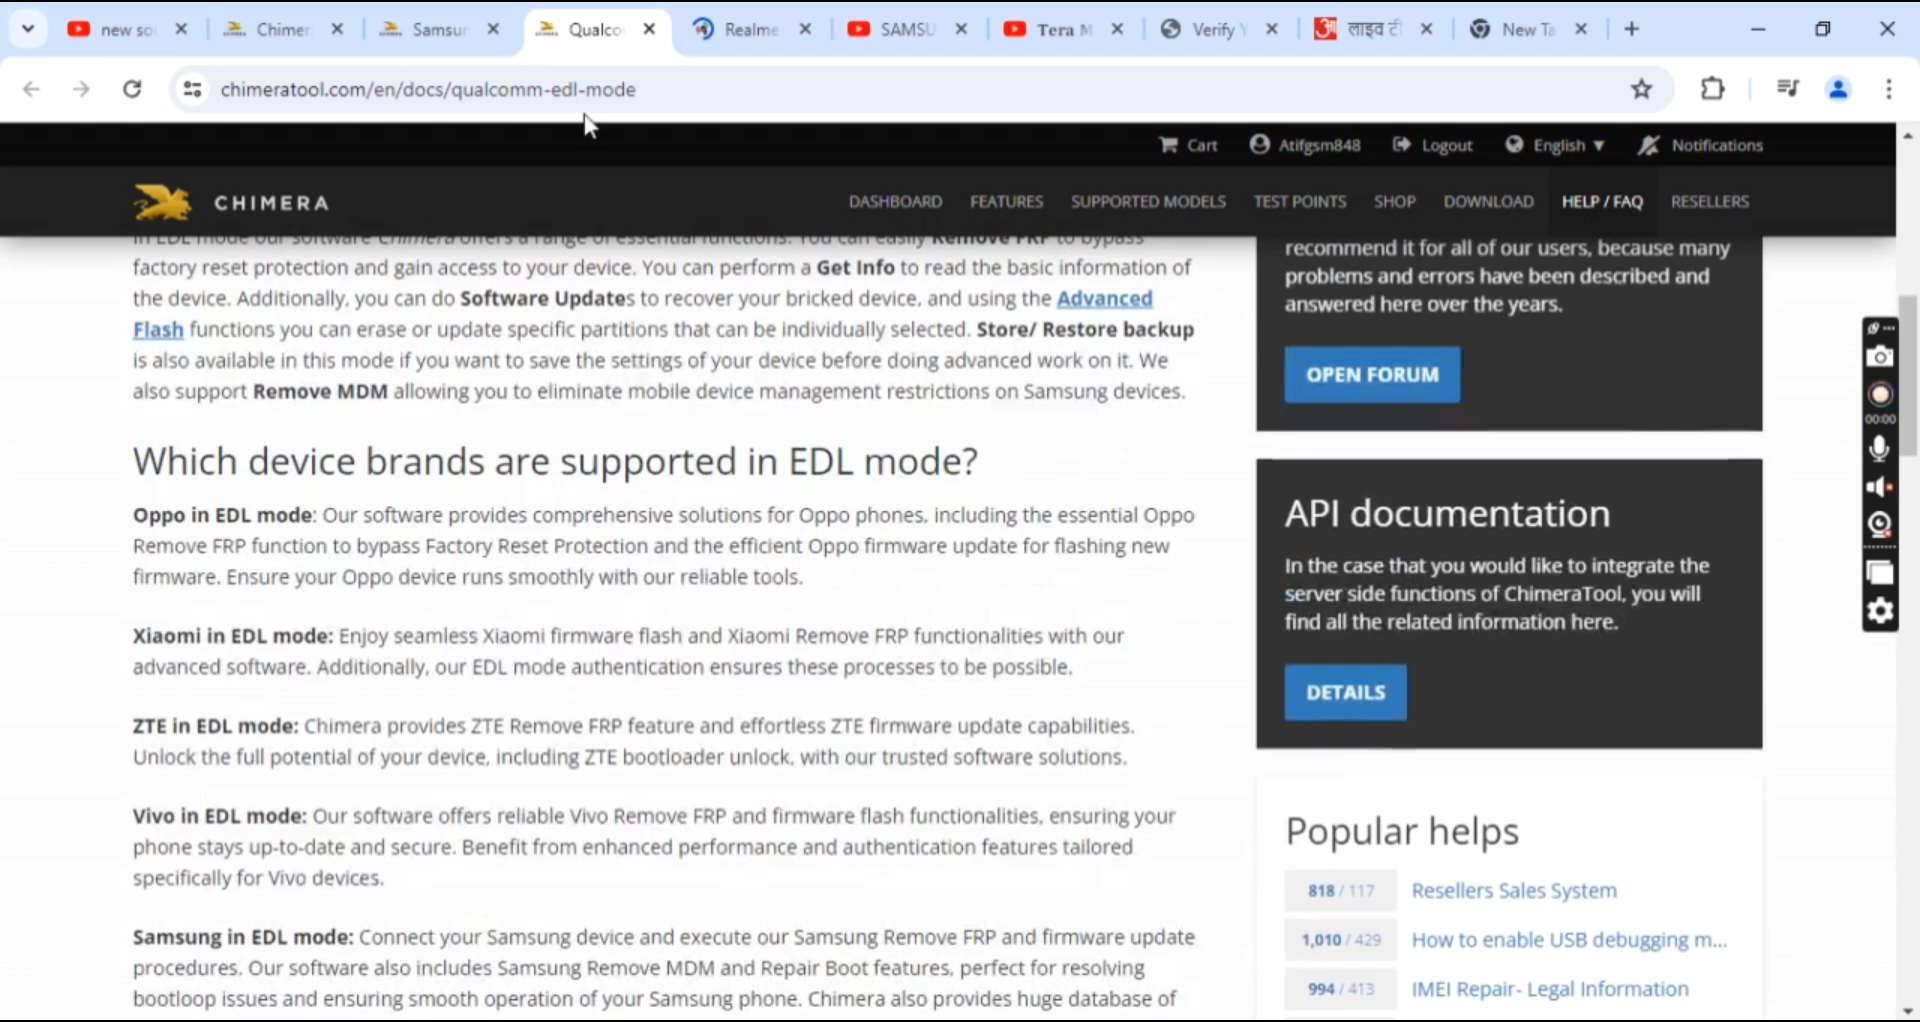 new so
Chimer
Samsur
Qualco
Realme
SAMSU
Tera M
Verify Y
लाइव टी
New Ta
chimeratool.com/en/docs/qualcomm-edl-mode
Cart
Atifgsm848
Logout
English ▼
Notifications
CHIMERA
DASHBOARD
FEATURES
SUPPORTED MODELS
TEST POINTS
SHOP
DOWNLOAD
HELP / FAQ
RESELLERS
In EDL mode our software Chimera offers a range of essential functions. You can easily Remove FRP to bypass
factory reset protection and gain access to your device. You can perform a Get Info to read the basic information of
the device. Additionally, you can do Software Updates to recover your bricked device, and using the Advanced
Flash functions you can erase or update specific partitions that can be individually selected. Store/ Restore backup
is also available in this mode if you want to save the settings of your device before doing advanced work on it. We
also support Remove MDM allowing you to eliminate mobile device management restrictions on Samsung devices.
Which device brands are supported in EDL mode?
Oppo in EDL mode: Our software provides comprehensive solutions for Oppo phones, including the essential Oppo
Remove FRP function to bypass Factory Reset Protection and the efficient Oppo firmware update for flashing new
firmware. Ensure your Oppo device runs smoothly with our reliable tools.
Xiaomi in EDL mode: Enjoy seamless Xiaomi firmware flash and Xiaomi Remove FRP functionalities with our
advanced software. Additionally, our EDL mode authentication ensures these processes to be possible.
ZTE in EDL mode: Chimera provides ZTE Remove FRP feature and effortless ZTE firmware update capabilities.
Unlock the full potential of your device, including ZTE bootloader unlock, with our trusted software solutions.
Vivo in EDL mode: Our software offers reliable Vivo Remove FRP and firmware flash functionalities, ensuring your
phone stays up-to-date and secure. Benefit from enhanced performance and authentication features tailored
specifically for Vivo devices.
Samsung in EDL mode: Connect your Samsung device and execute our Samsung Remove FRP and firmware update
procedures. Our software also includes Samsung Remove MDM and Repair Boot features, perfect for resolving
bootloop issues and ensuring smooth operation of your Samsung phone. Chimera also provides huge database of
recommend it for all of our users, because many
problems and errors have been described and
answered here over the years.
OPEN FORUM
API documentation
In the case that you would like to integrate the
server side functions of ChimeraTool, you will
find all the related information here.
DETAILS
Popular helps
818 / 117 Resellers Sales System
1,010 / 429 How to enable USB debugging m...
994 / 413 IMEI Repair- Legal Information
00:00